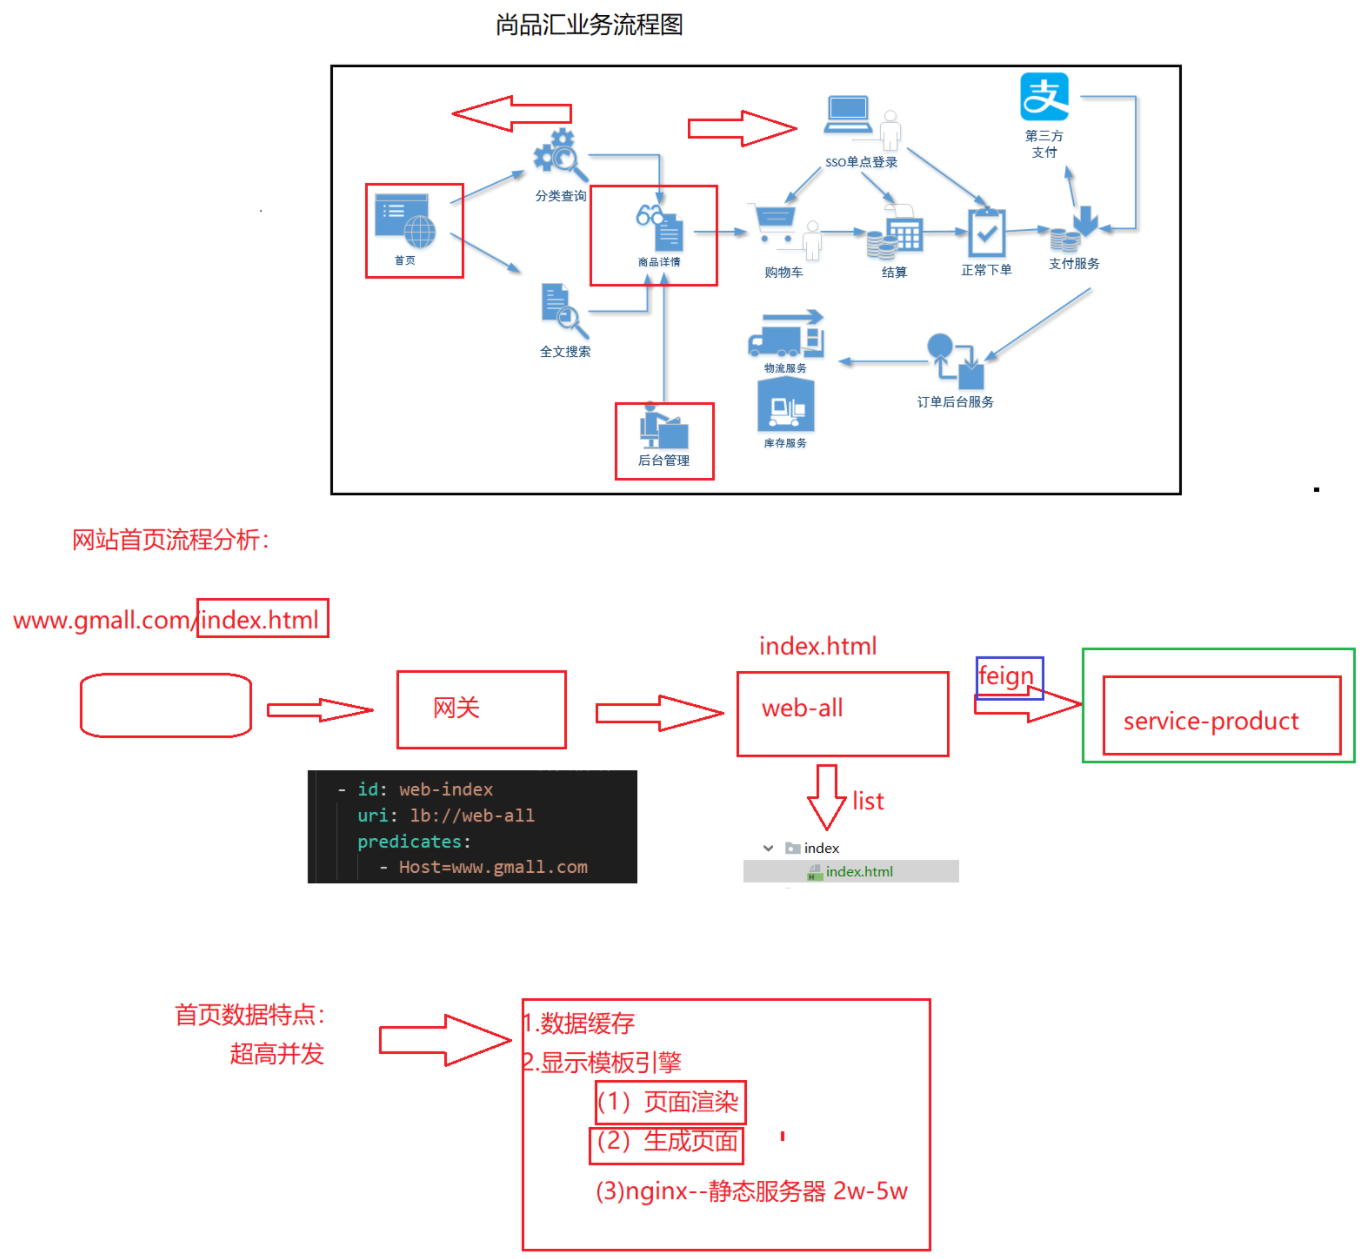 尚品汇业务流程图
支
第三方
支付
SSO单点登录
分类查询
首页
商品详情
购物车
结算
正常下单
支付服务
全文搜索
物流服务
订单后台服务
库存服务
后台管理
网站首页流程分析：
www.gmall.com/index.html
index.html
feign
网关
web-all
service-product
- id: web-index
uri: lb://web-all
predicates:
- Host=www.gmall.com
list
index
index.html
首页数据特点：
超高并发
1.数据缓存
2.显示模板引擎
(1）页面渲染
(2）生成页面
(3)nginx--静态服务器 2w-5w